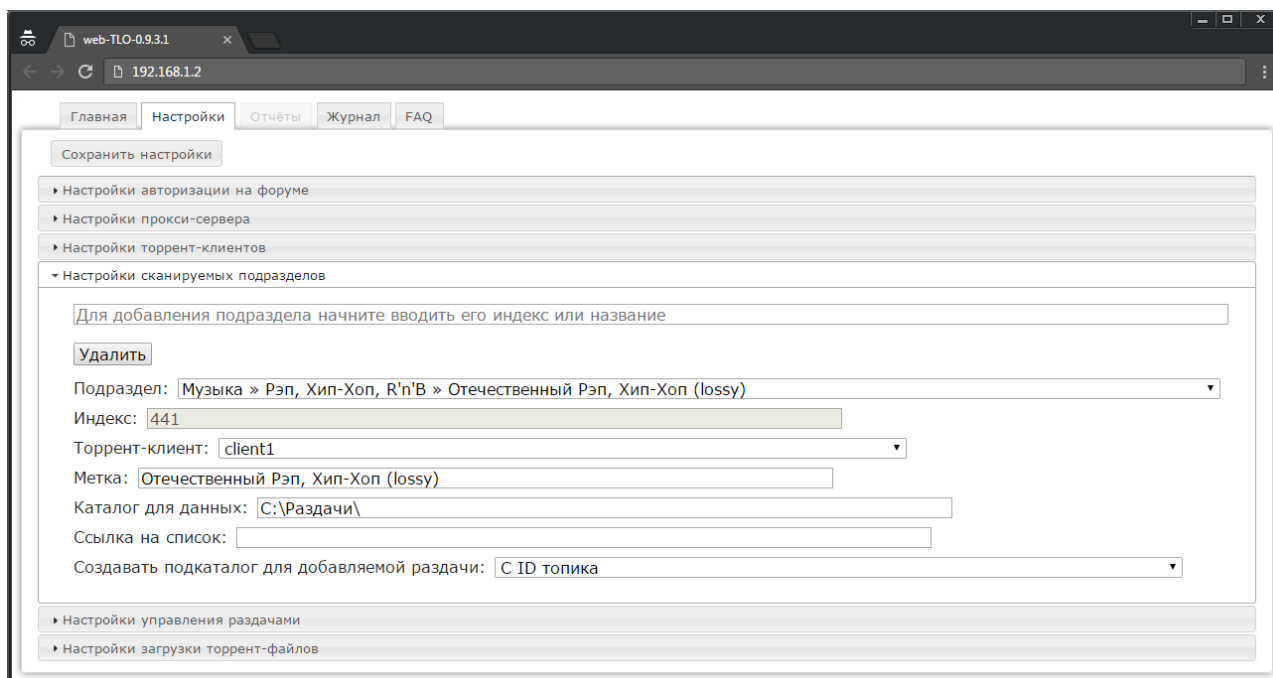 web-TLO-0.9.3.1
192.168.1.2
Главная Настройки Отчёты Журнал FAQ
Сохранить настройки
Настройки авторизации на форуме
Настройки прокси-сервера
Настройки торрент-клиентов
Настройки сканируемых подразделов
Для добавления подраздела начните вводить его индекс или название
Удалить
Подраздел: Музыка » Рэп, Хип-Хоп, R'n'B » Отечественный Рэп, Хип-Хоп (lossy)
Индекс: 441
Торрент-клиент: client1
Метка: Отечественный Рэп, Хип-Хоп (lossy)
Каталог для данных: C:\Раздачи\
Ссылка на список:
Создавать подкаталог для добавляемой раздачи: С ID топика
Настройки управления раздачами
Настройки загрузки торрент-файлов